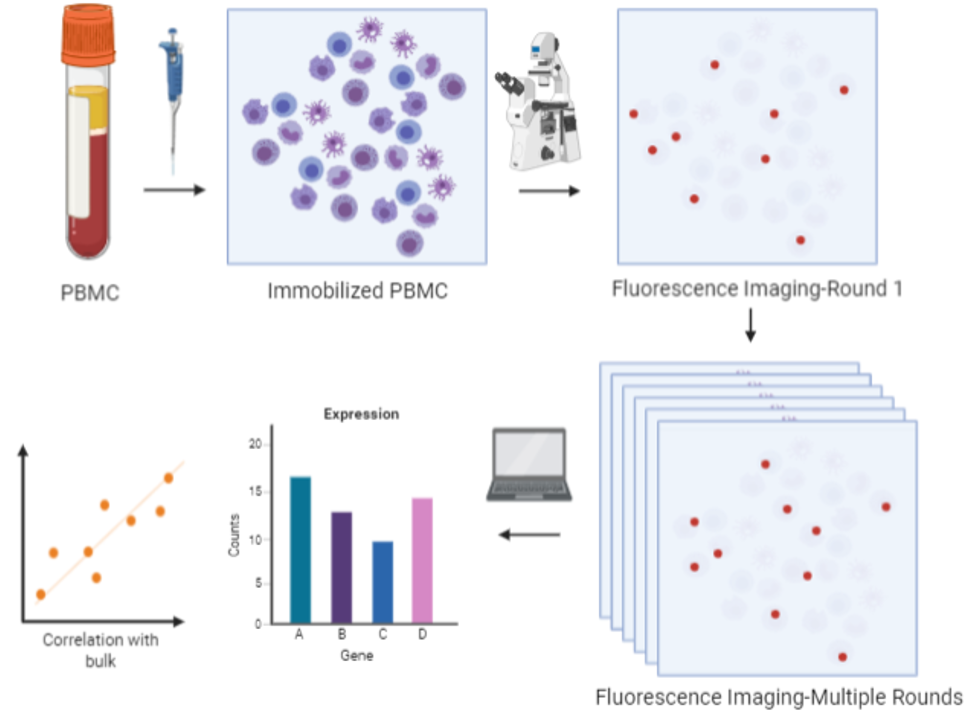 PBMC
Immobilized PBMC
Fluorescence Imaging-Round 1
Expression
20
15
10
5
0
Counts
A
B
C
D
Gene
Correlation with
bulk
Fluorescence Imaging-Multiple Rounds